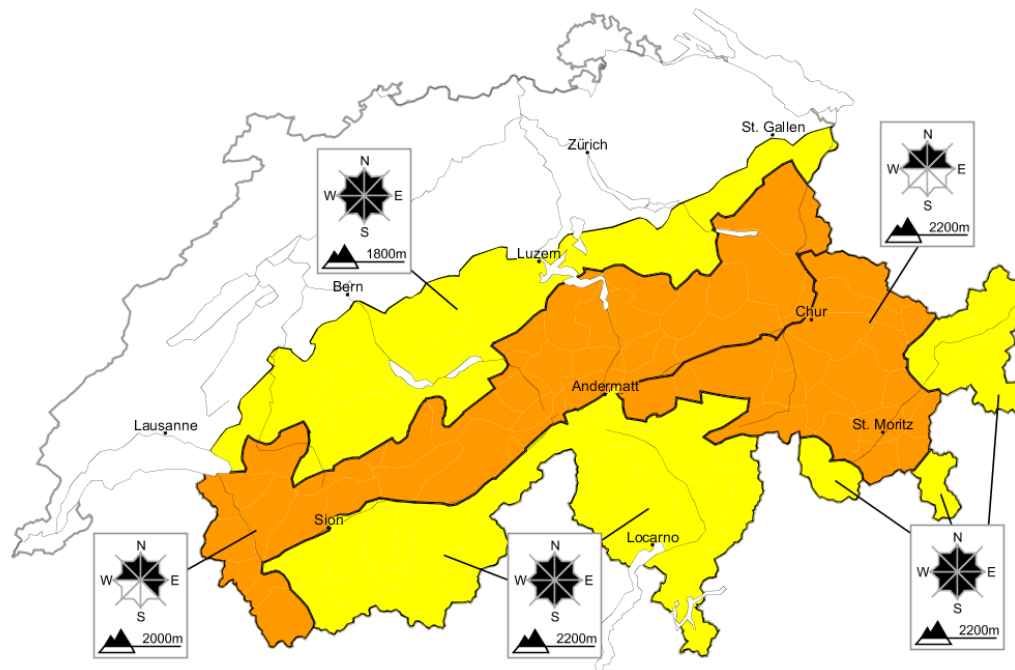 St. Gallen
Zürich
N
W E
S
1800m
N
W E
S
2200m
Luzern
Bern
Chur
Andermatt
Lausanne
St. Moritz
Sion
Locarno
N
W E
S
2000m
N
W E
S
2200m
N
W E
S
2200m